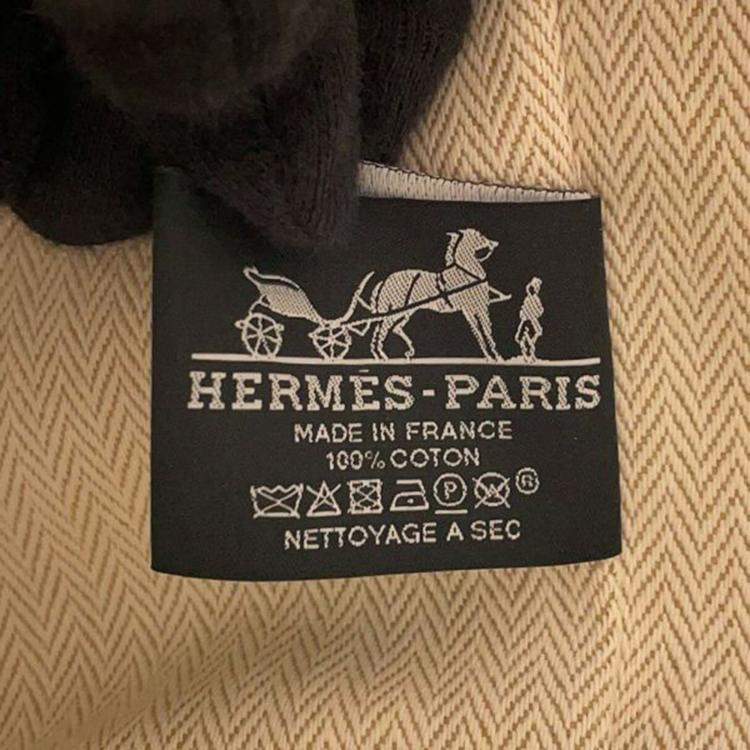 HERMÈS-PARIS
MADE IN FRANCE
100% COTON
P ®
NETTOYAGE A SEC